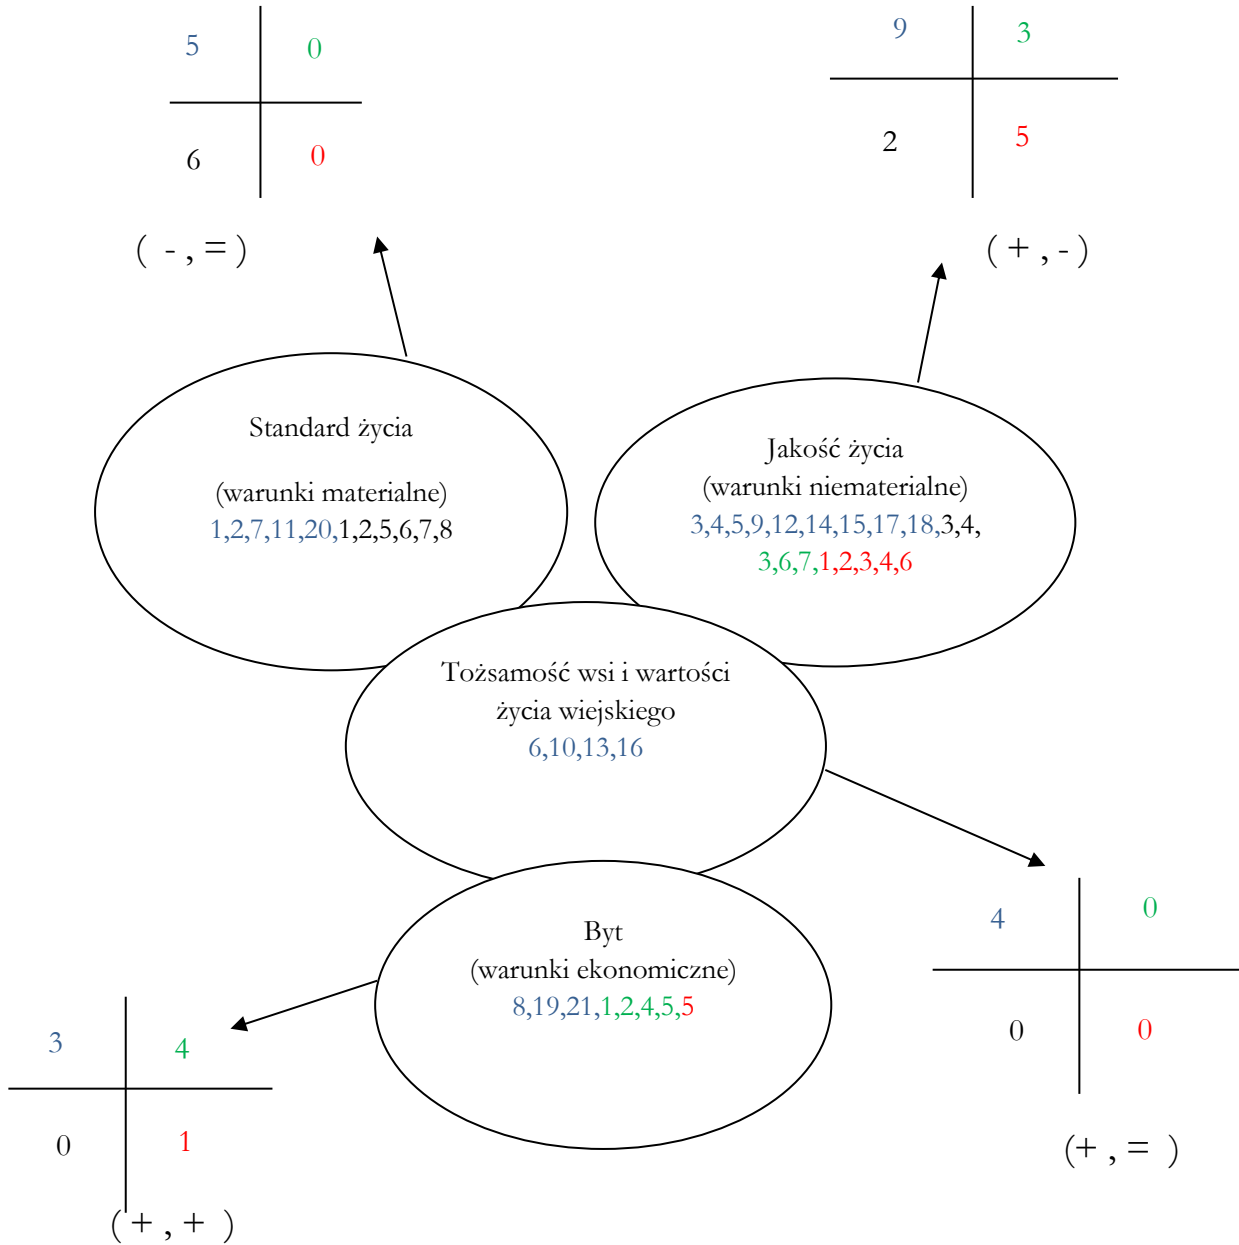 5 0
6 0
( - , = )
9 3
2 5
( + , - )
Standard życia
(warunki materialne)
1,2,7,11,20,1,2,5,6,7,8
Jakość życia
(warunki niematerialne)
3,4,5,9,12,14,15,17,18,3,4,
3,6,7,1,2,3,4,6
Tożsamość wsi i wartości
życia wiejskiego
6,10,13,16
Byt
(warunki ekonomiczne)
8,19,21,1,2,4,5,5
4 0
0 0
(+ , = )
3 4
0 1
( + , + )